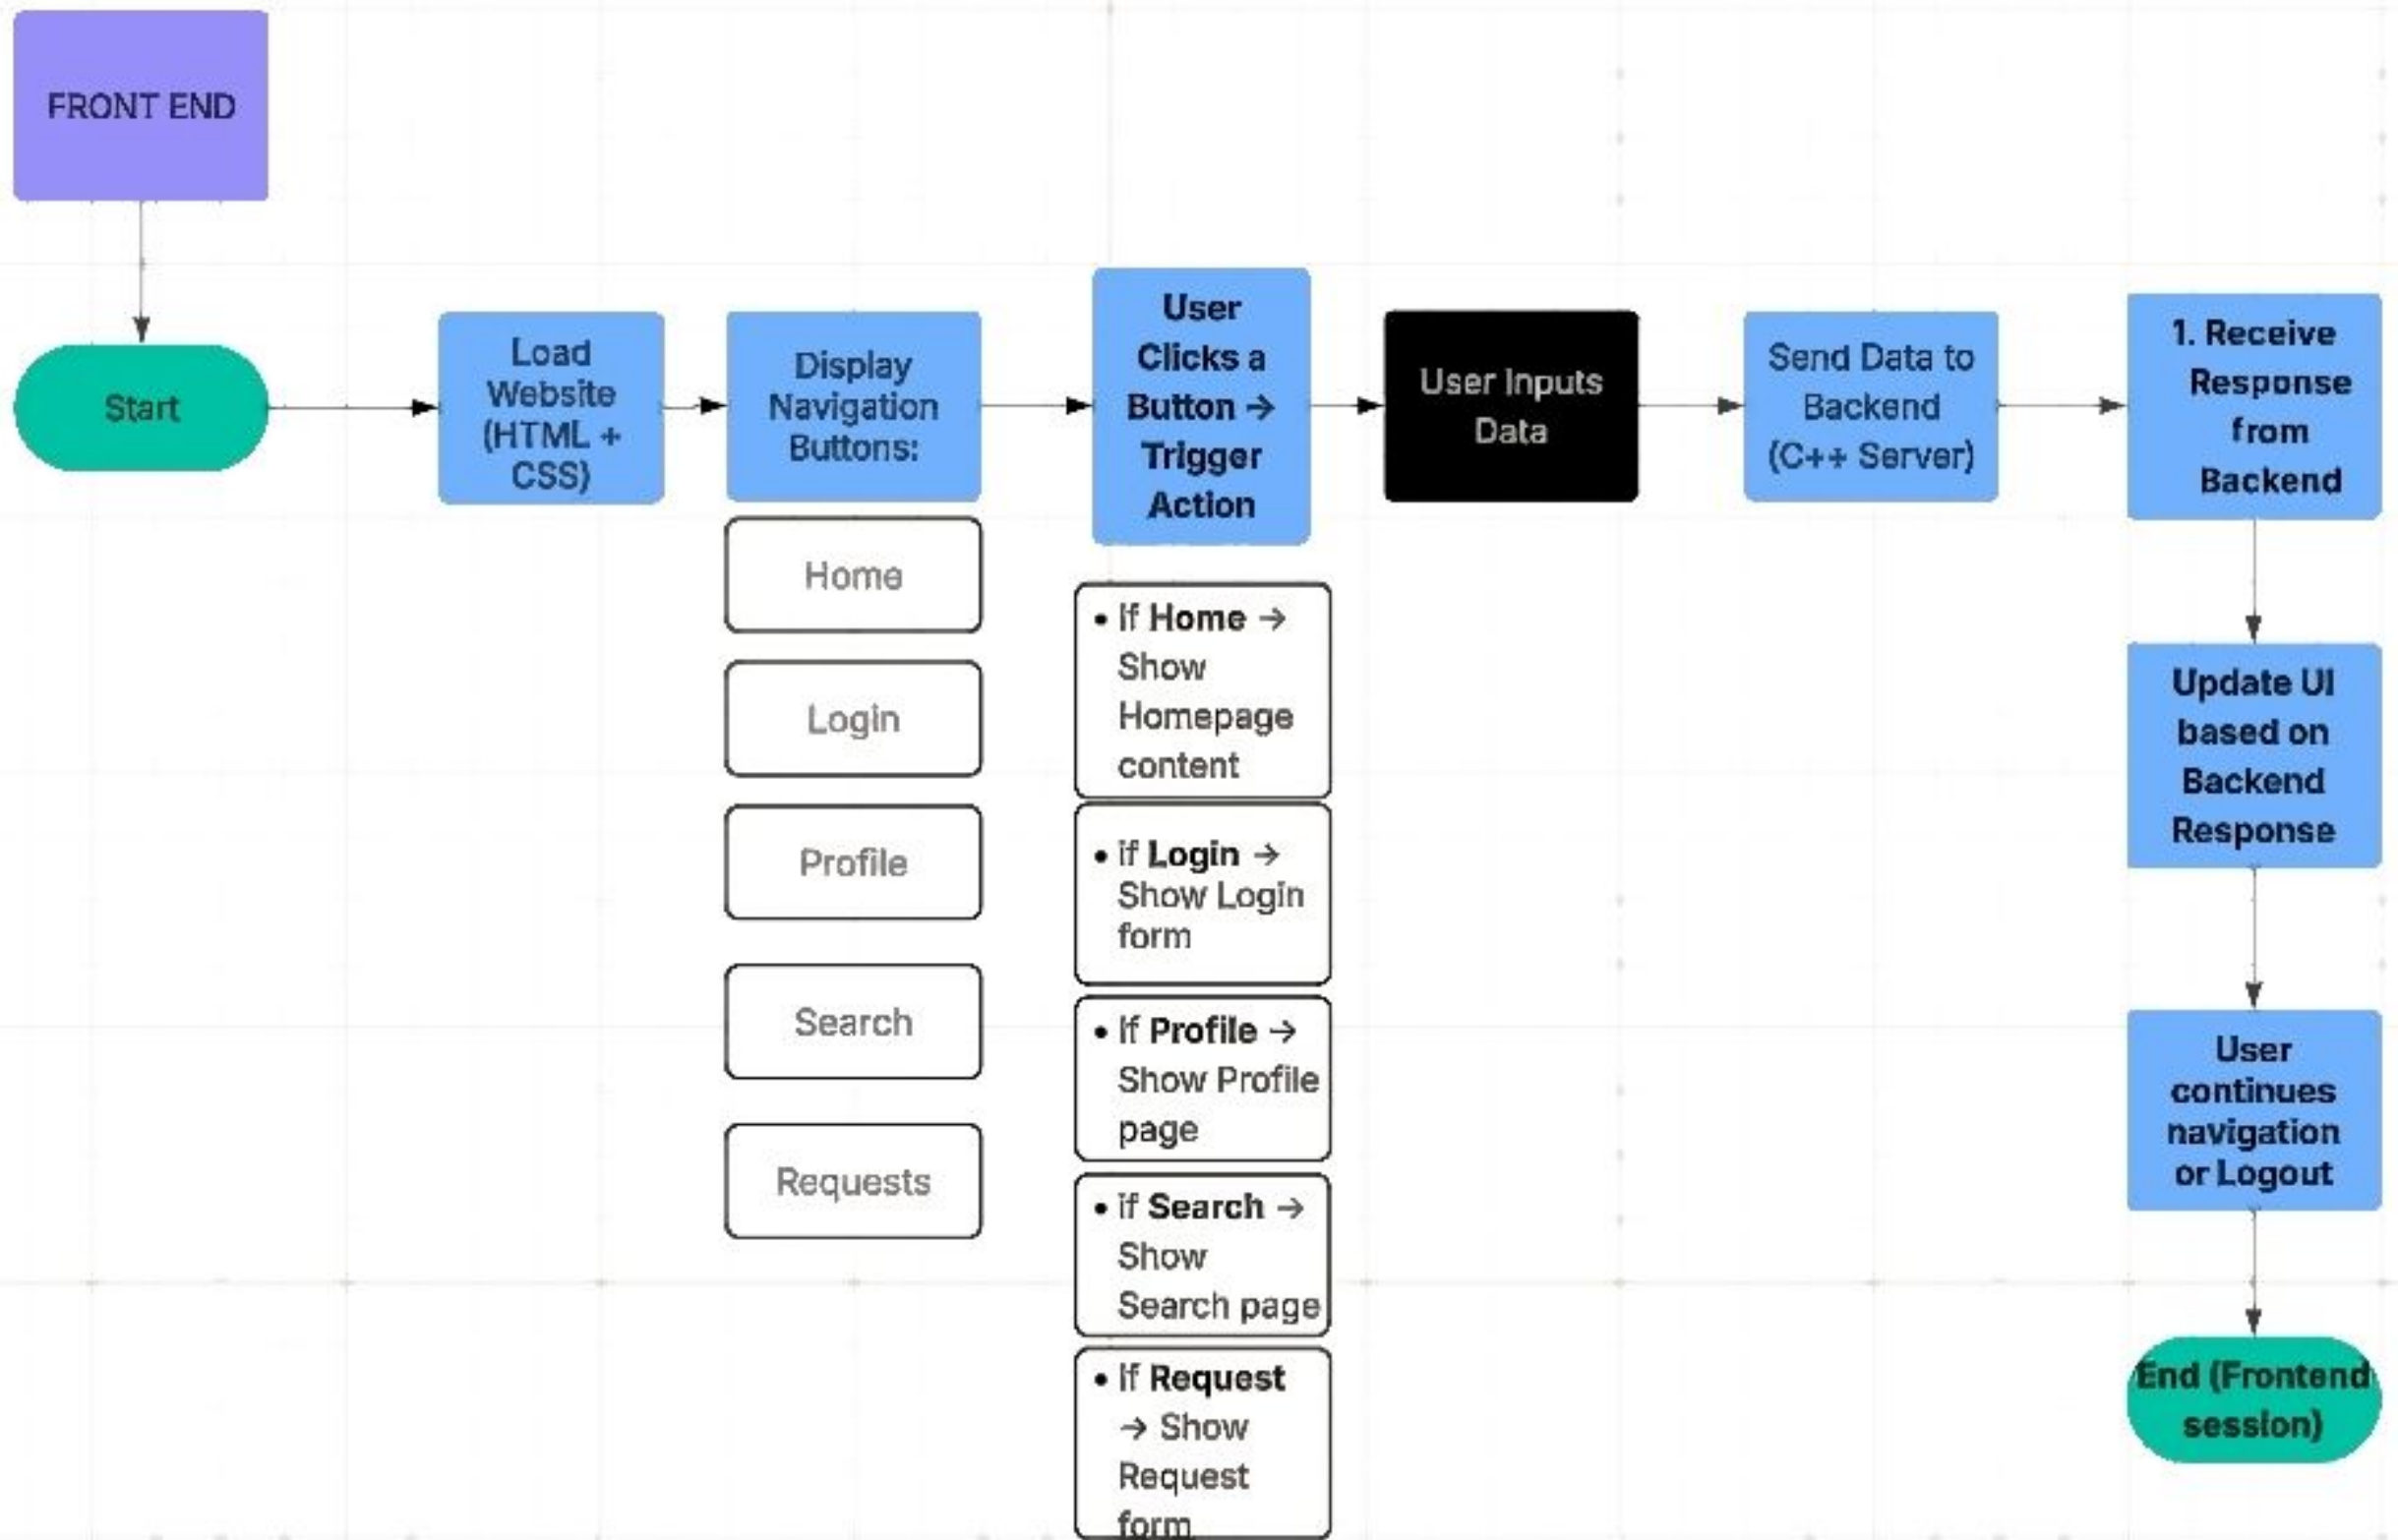 FRONT END
Start
Load
Website
(HTML +
CSS)
Display
Navigation
Buttons:
Home
Login
Profile
Search
Requests
User
Clicks a
Button →
Trigger
Action
• If Home →
Show
Homepage
content
• if Login →
Show Login
form
• If Profile →
Show Profile
page
• if Search →
Show
Search page
• If Request
→ Show
Request
form
User Inputs
Data
Send Data to
Backend
(C++ Server)
1. Receive
Response
from
Backend
Update UI
based on
Backend
Response
User
continues
navigation
or Logout
End (Frontend
session)